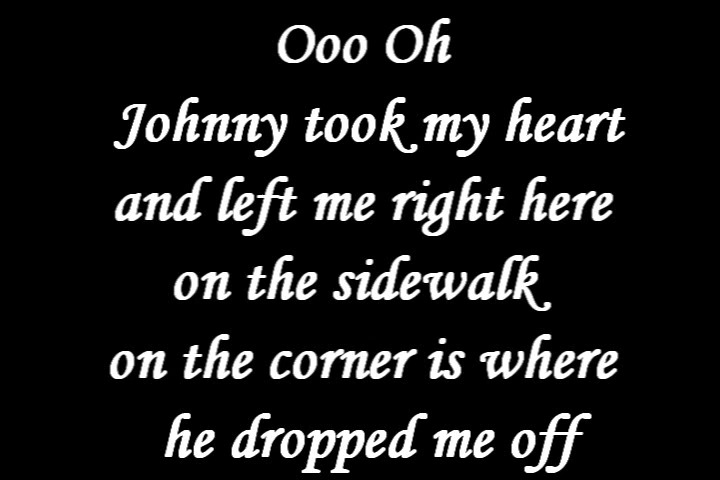 Ooo Oh
Johnny took my heart
and left me right here
on the sidewalk
on the corner is where
he dropped me off